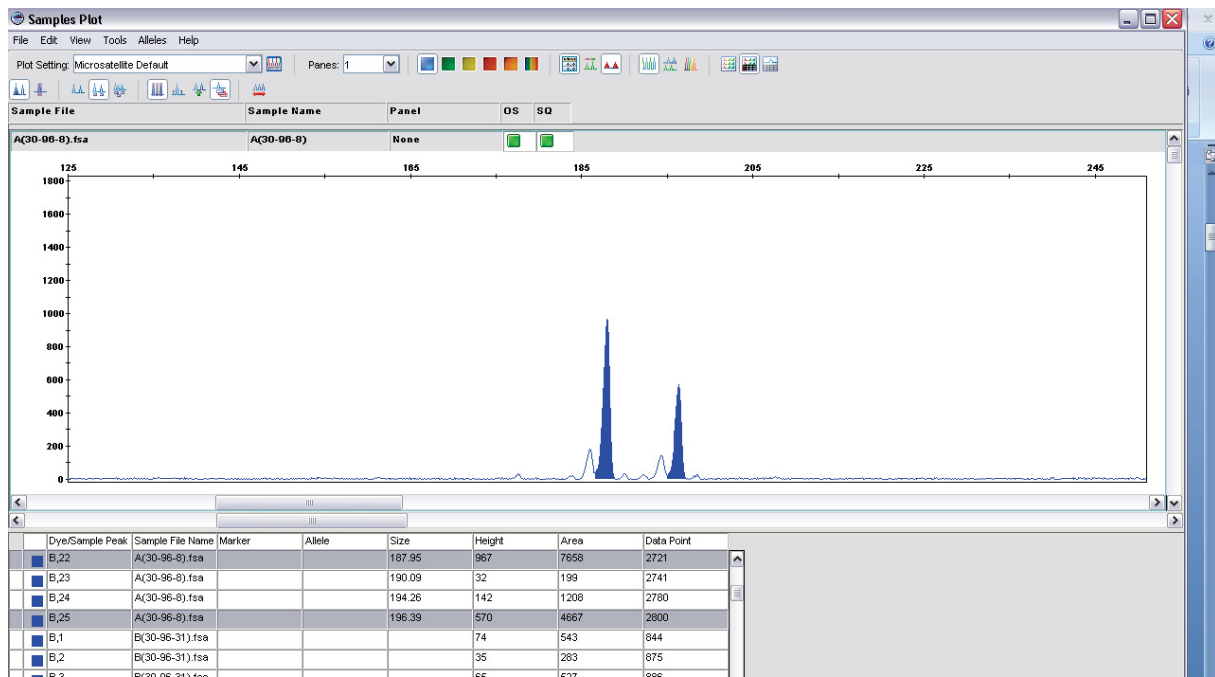 Samples Plot
File Edit View Tools Alleles Help
Plot Setting: Microsatellite Default Panes: 1
Sample File Sample Name Panel OS SQ
A(30-96-8).fsa A(30-96-8) None
125 145 165 185 205 225 245
1800
1600
1400
1200
1000
800
600
400
200
0
Dye/Sample Peak Sample File Name Marker Allele Size Height Area Data Point
B,22 A(30-96-8).fsa 187.95 967 7658 2721
B,23 A(30-96-8).fsa 190.09 32 199 2741
B,24 A(30-96-8).fsa 194.26 142 1208 2780
B,25 A(30-96-8).fsa 196.39 570 4667 2800
B,1 B(30-96-31).fsa 74 543 844
B,2 B(30-96-31).fsa 35 283 875